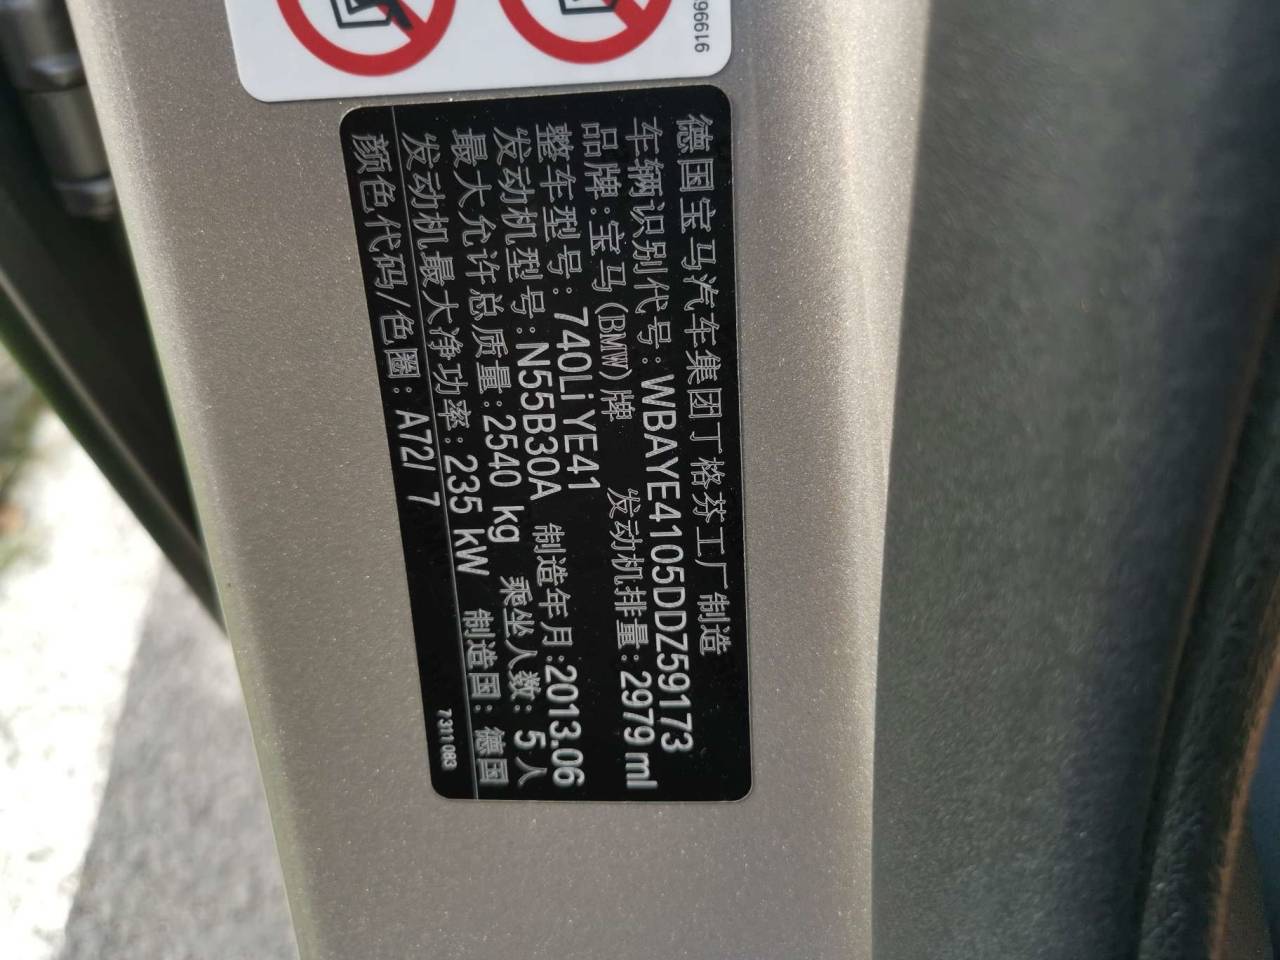 德国宝马汽车集团丁格芬工厂制造
车辆识别代号:WBAYE4105DDZ59173
品牌:宝马(BMW)牌 发动机排量:2979ml
整车型号:740Li YE41
发动机型号:N55B30A 制造年月:2013.06
最大允许总质量:2540 kg 乘坐人数:5人
发动机最大净功率:235 kW 制造国:德国
颜色代码/色圈:A72/ 7
7311 083